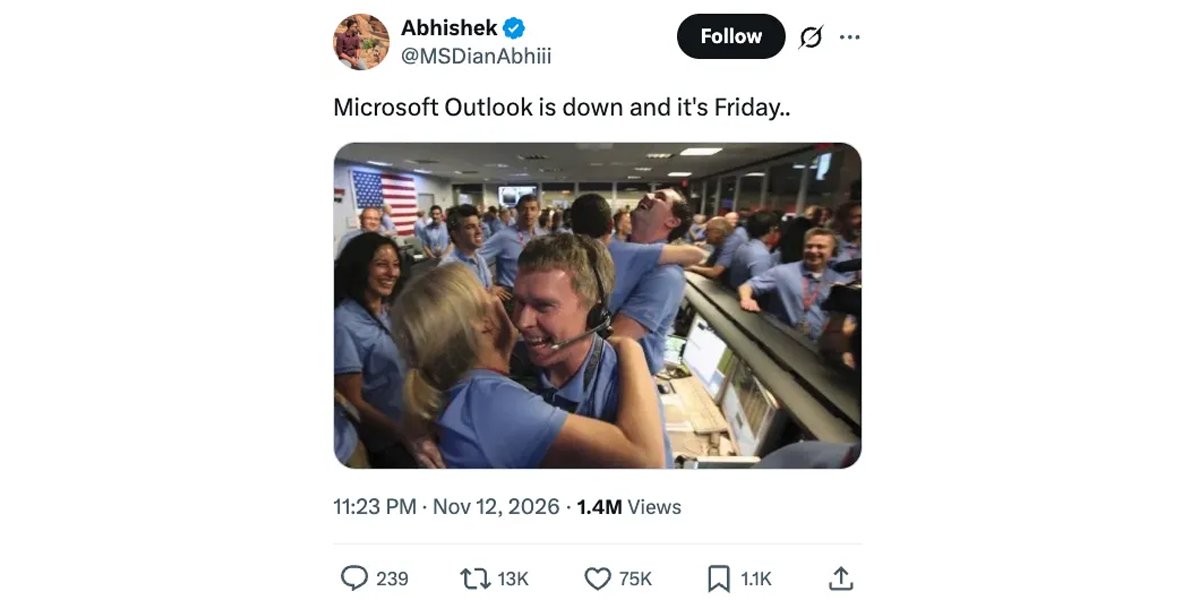 Abhishek
Follow
@MSDianAbhiii
Microsoft Outlook is down and it's Friday..
11:23 PM · Nov 12, 2026 · 1.4M Views
239 13K 75K 1.1K